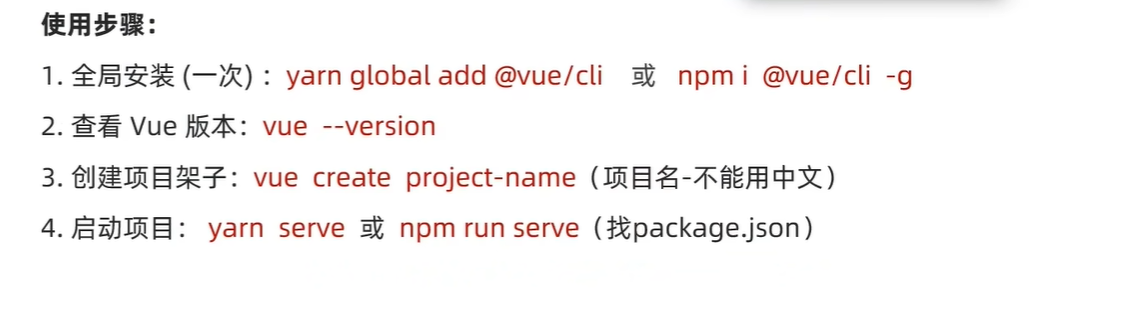 使用步骤：
1. 全局安装 (一次) ：yarn global add @vue/cli 或 npm i @vue/cli -g
2. 查看 Vue 版本：vue --version
3. 创建项目架子：vue create project-name（项目名-不能用中文）
4. 启动项目： yarn serve 或 npm run serve（找package.json）